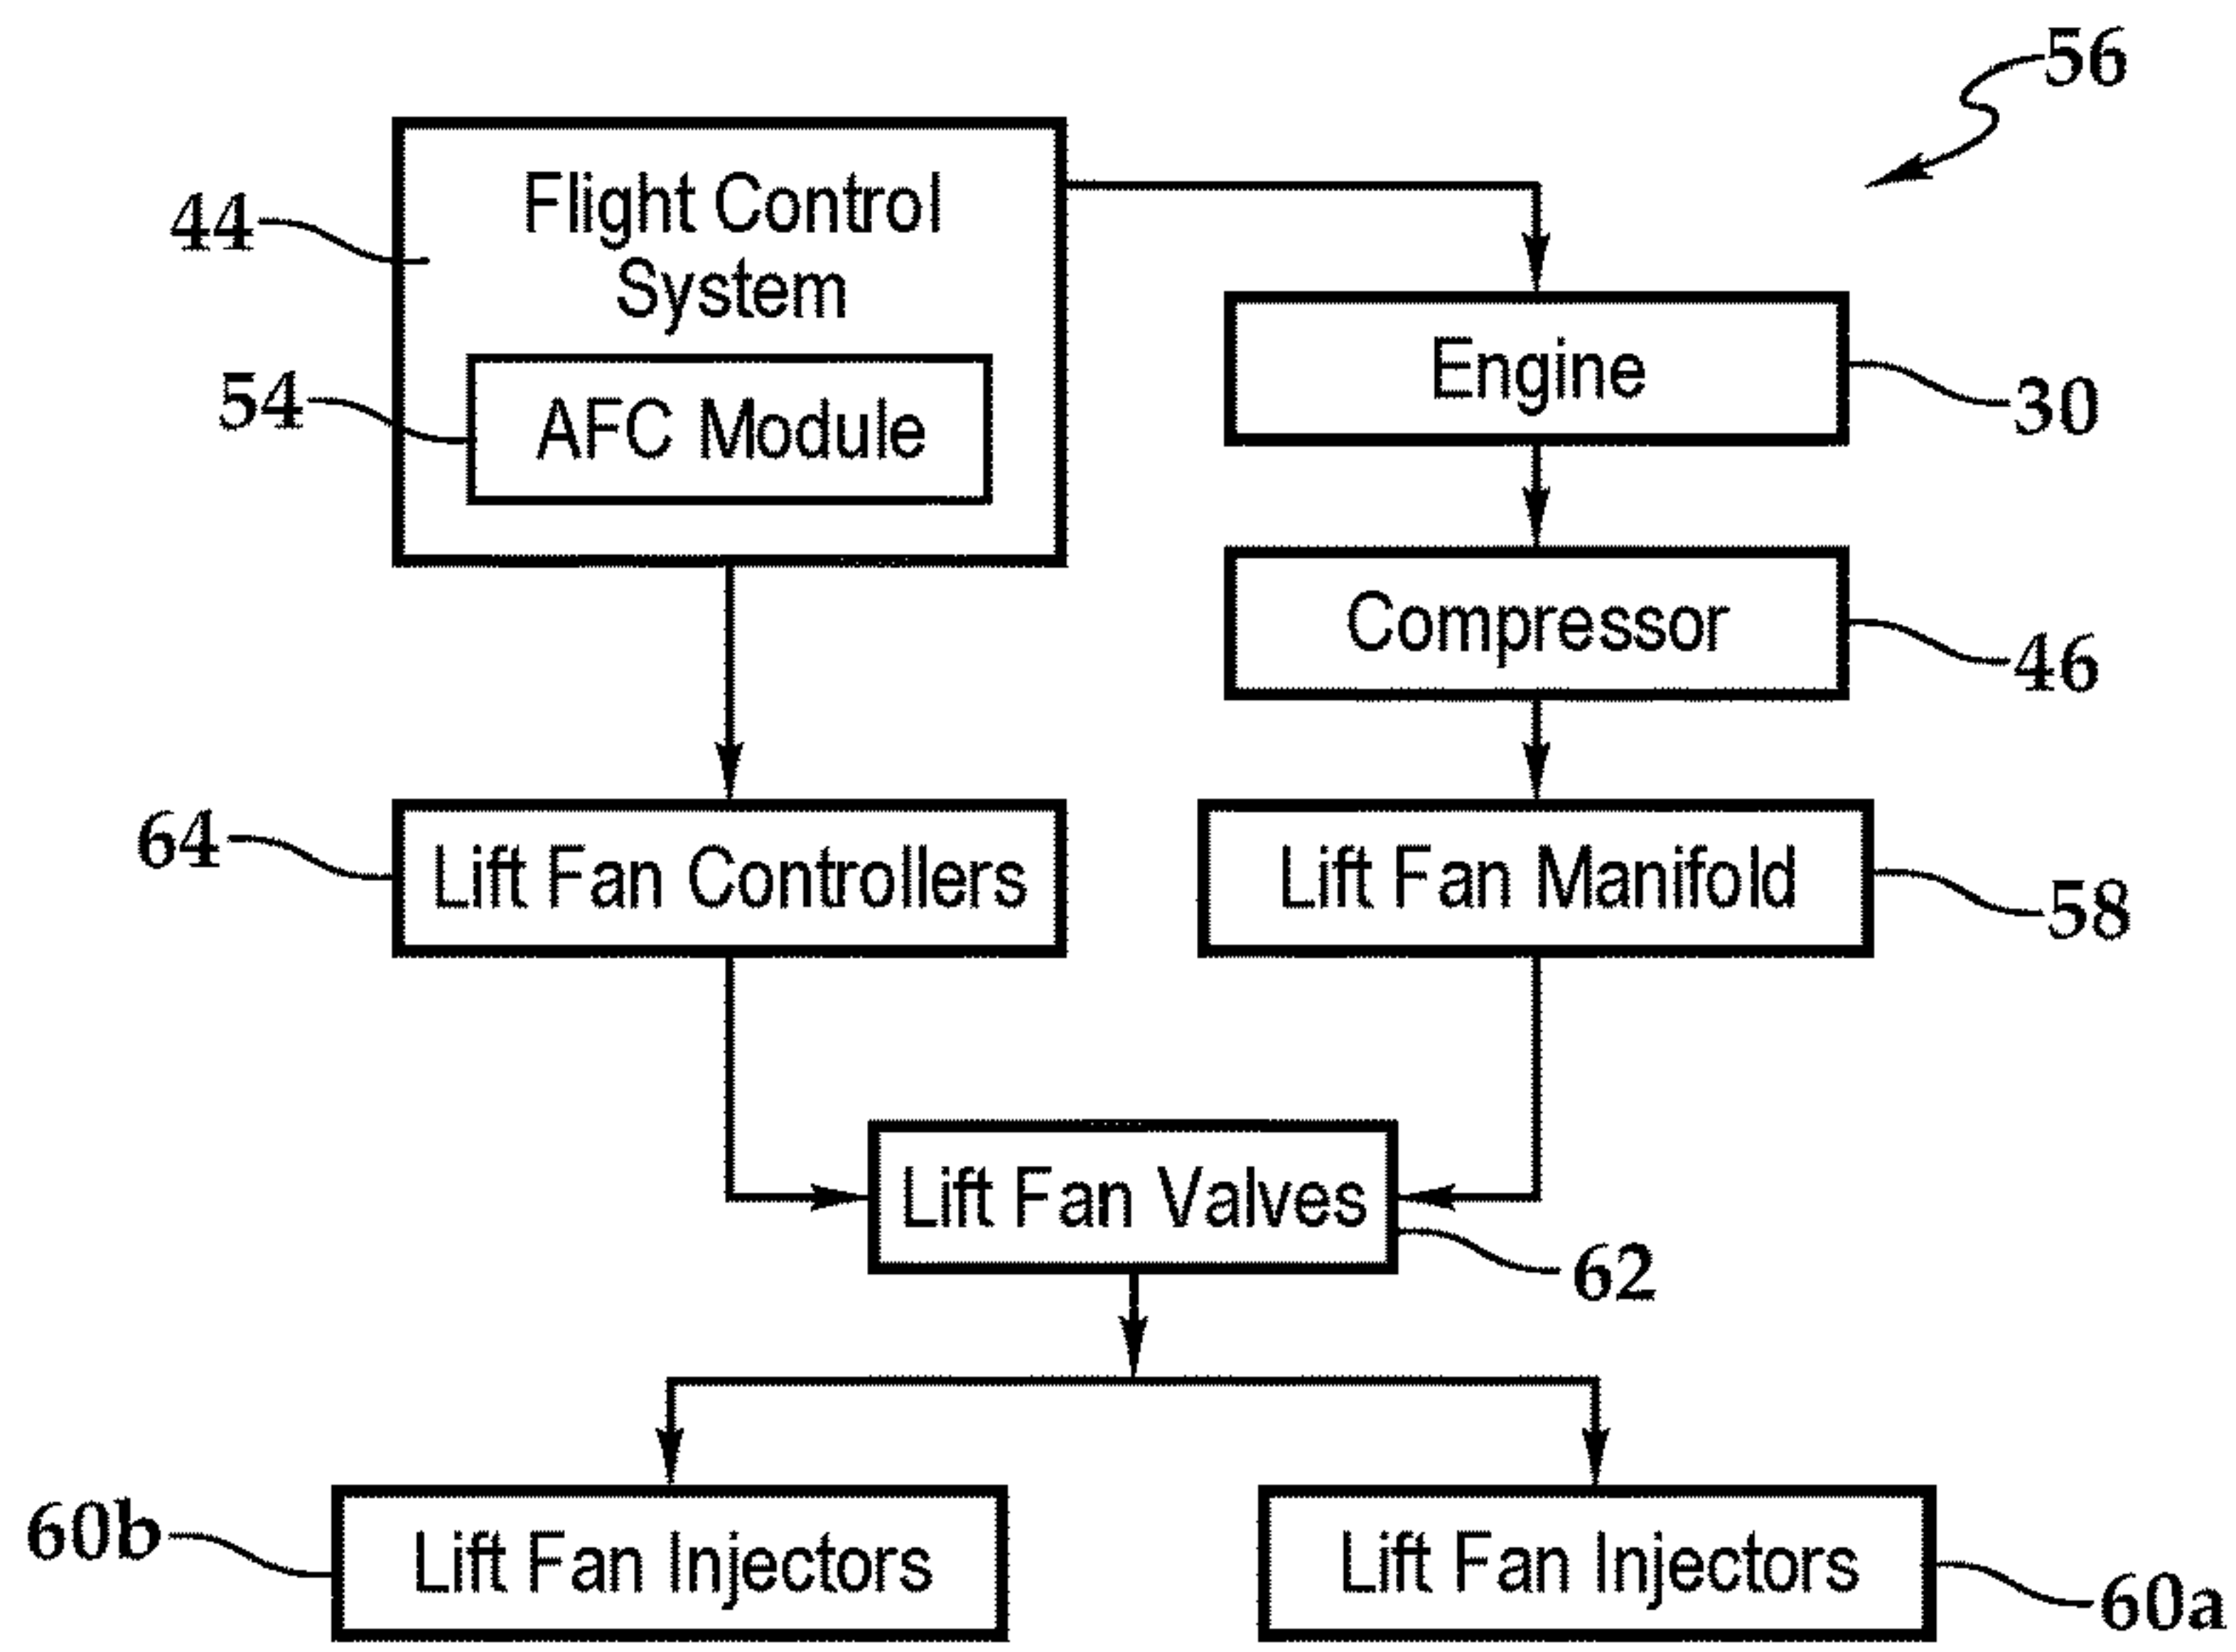 56
Flight Control
System
44
AFC Module
54
Engine
30
Compressor
46
Lift Fan Controllers
64
Lift Fan Manifold
58
Lift Fan Valves
62
Lift Fan Injectors
60b
Lift Fan Injectors
60a